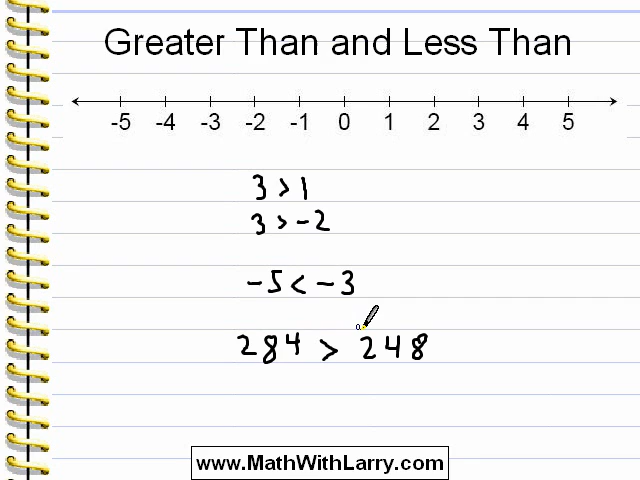 Greater Than and Less Than
-5 -4 -3 -2 -1 0 1 2 3 4 5
3 > 1
3 > -2
-5 < -3
284 > 248
www.MathWithLarry.com